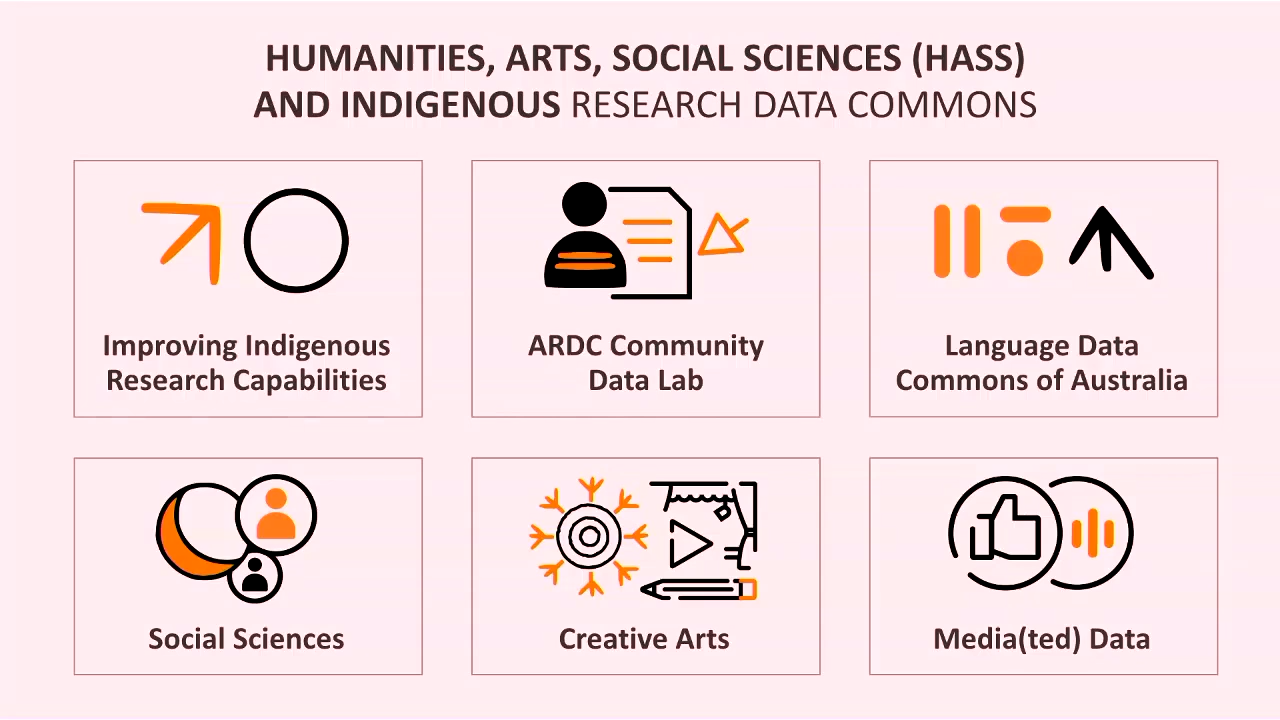 HUMANITIES, ARTS, SOCIAL SCIENCES (HASS)
AND INDIGENOUS RESEARCH DATA COMMONS
Improving Indigenous
Research Capabilities
ARDC Community
Data Lab
Language Data
Commons of Australia
Social Sciences
Creative Arts
Media(ted) Data